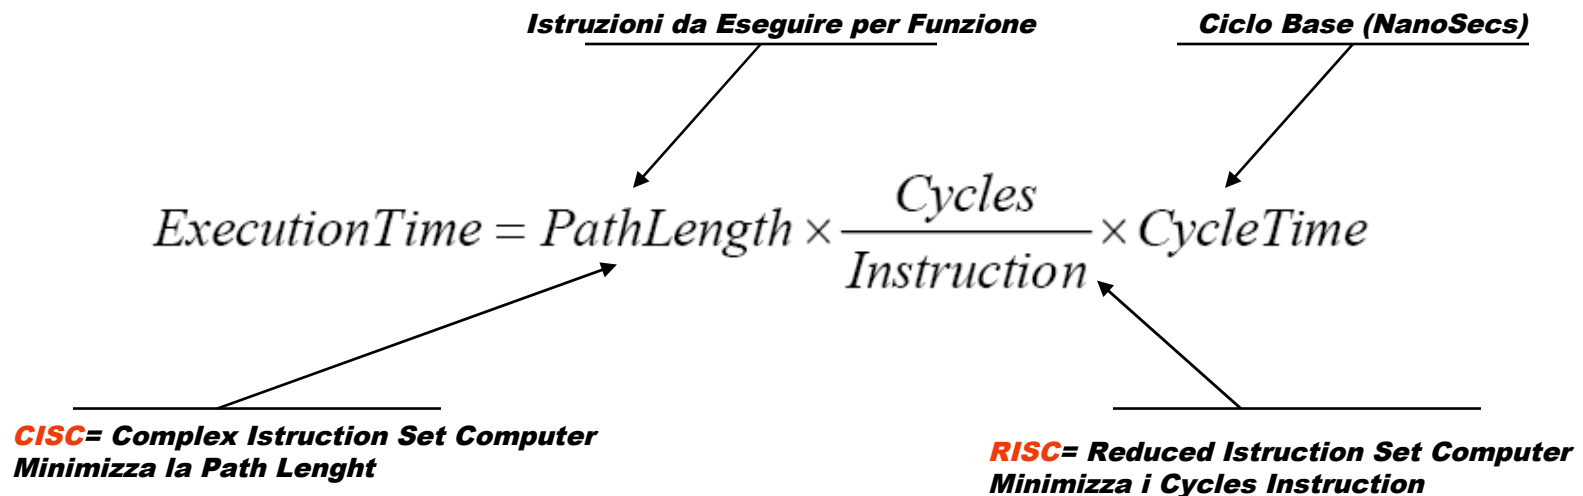 Istruzioni da Eseguire per Funzione
Ciclo Base (NanoSecs)
ExecutionTime = PathLength × Cycles / Instruction × CycleTime
CISC= Complex Istruction Set Computer
Minimizza la Path Lenght
RISC= Reduced Istruction Set Computer
Minimizza i Cycles Instruction